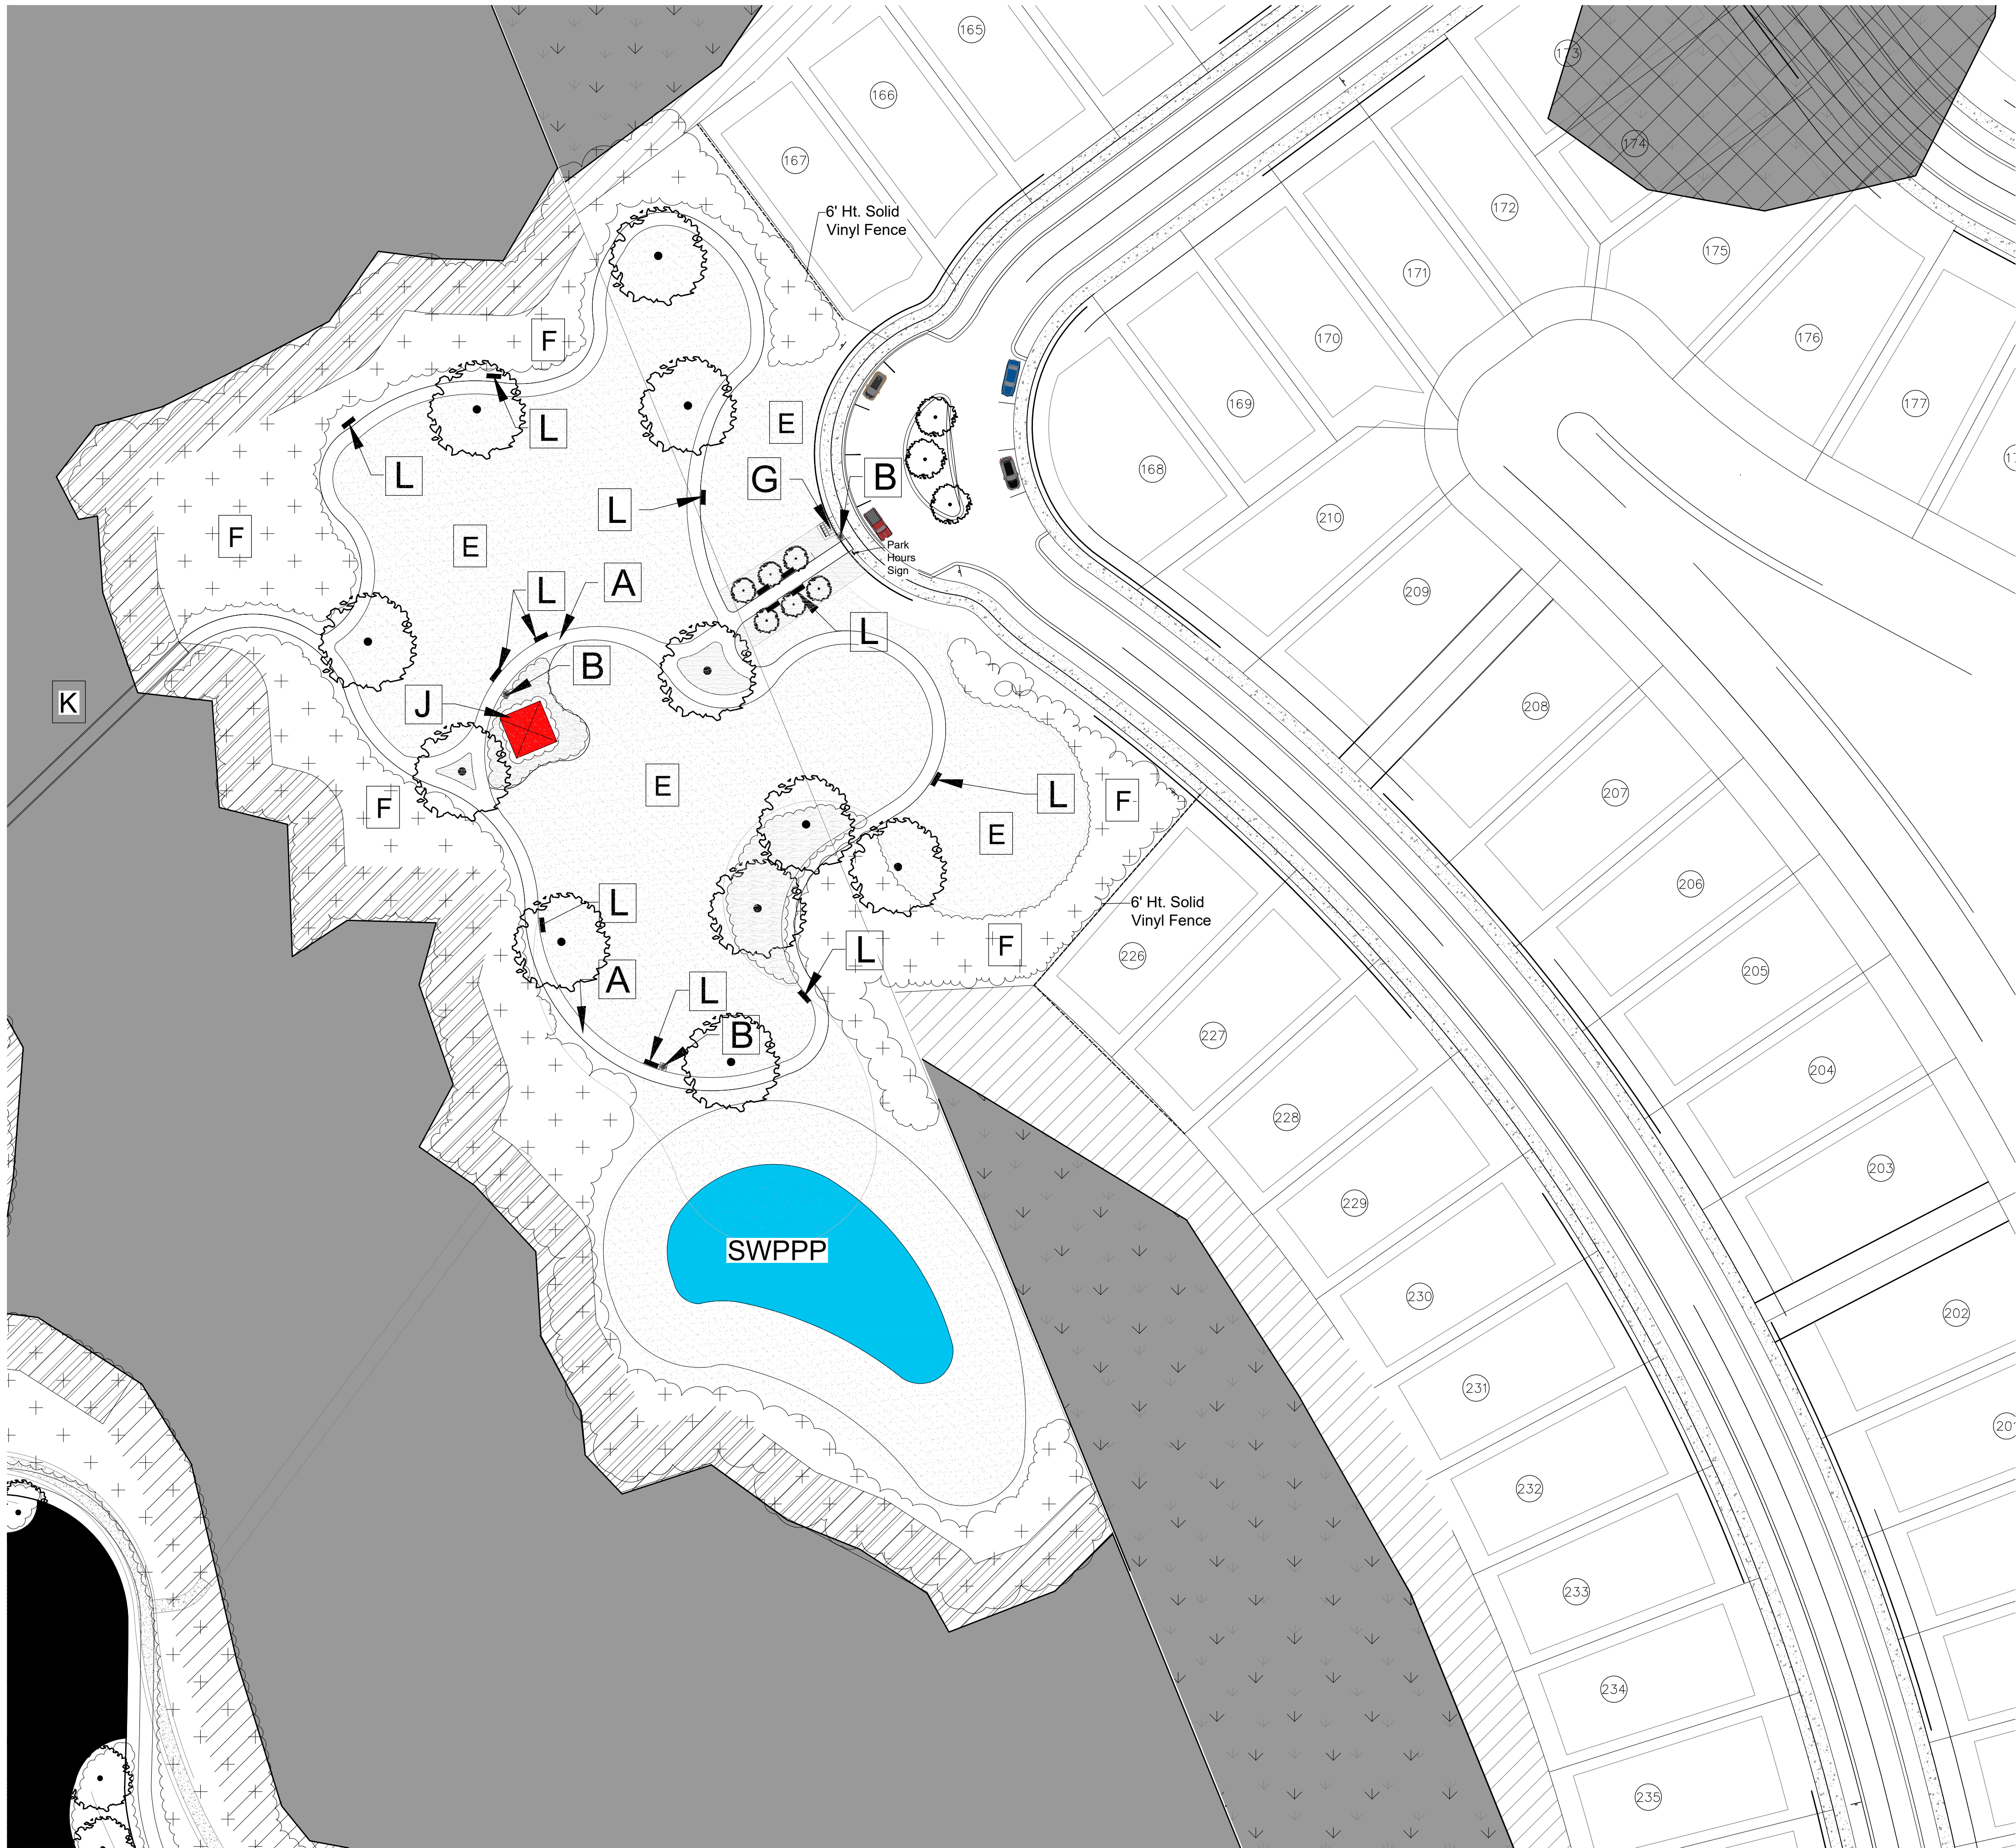 165
173
166
174
167
172
6' Ht. Solid
Vinyl Fence
175
171
170
176
F
169
177
E
L
168
L
G
B
L
210
F
E
Park
Hours
Sign
A
L
209
L
B
K
J
208
E
L
F
207
F
E
206
L
6' Ht. Solid
Vinyl Fence
F
L
226
205
A
L
B
227
204
228
203
229
SWPPP
230
202
231
201
232
233
234
235